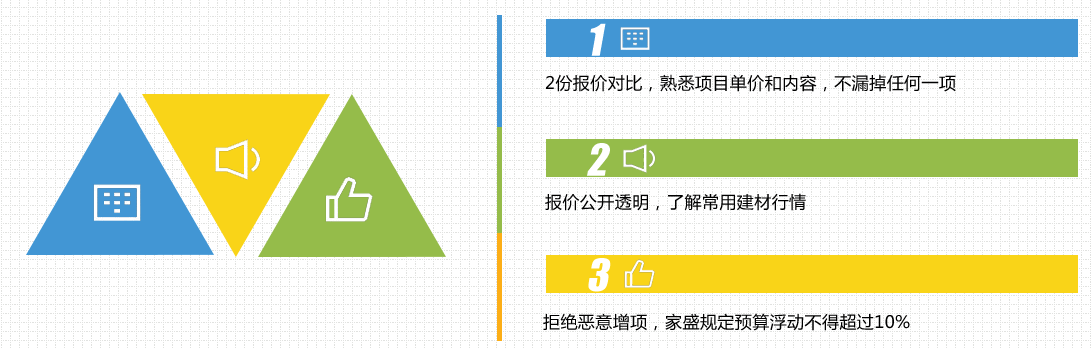 1
2份报价对比，熟悉项目单价和内容，不漏掉任何一项
2
报价公开透明，了解常用建材行情
3
拒绝恶意增项，家盛规定预算浮动不得超过10%